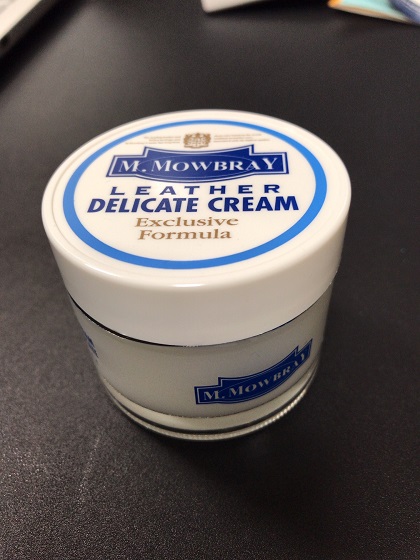 M. MOWBRAY
LEATHER
DELICATE CREAM
Exclusive
Formula
M. MOWBRAY